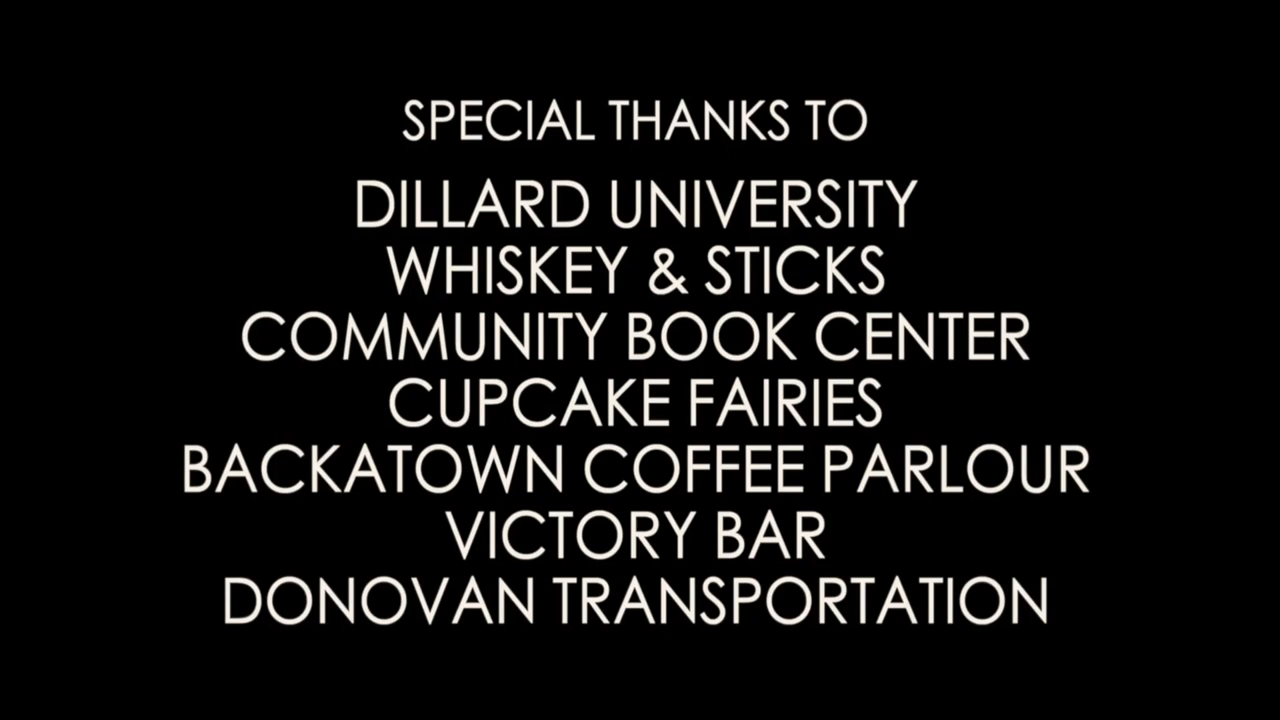 SPECIAL THANKS TO
DILLARD UNIVERSITY
WHISKEY & STICKS
COMMUNITY BOOK CENTER
CUPCAKE FAIRIES
BACKATOWN COFFEE PARLOUR
VICTORY BAR
DONOVAN TRANSPORTATION